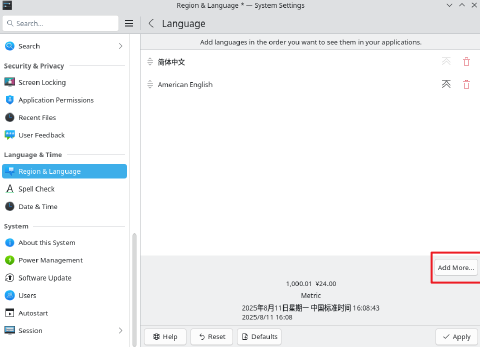 Region & Language * — System Settings
Search...
Language
Search
Add languages in the order you want to see them in your applications.
Security & Privacy
简体中文
Screen Locking
American English
Application Permissions
Recent Files
User Feedback
Language & Time
Region & Language
Spell Check
Date & Time
System
About this System
Power Management
Add More...
Software Update
1,000.01 ¥24.00
Users
Metric
Autostart
2025年8月11日星期一 中国标准时间 16:08:43
2025/8/11 16:08
Session
Help
Reset
Defaults
Apply